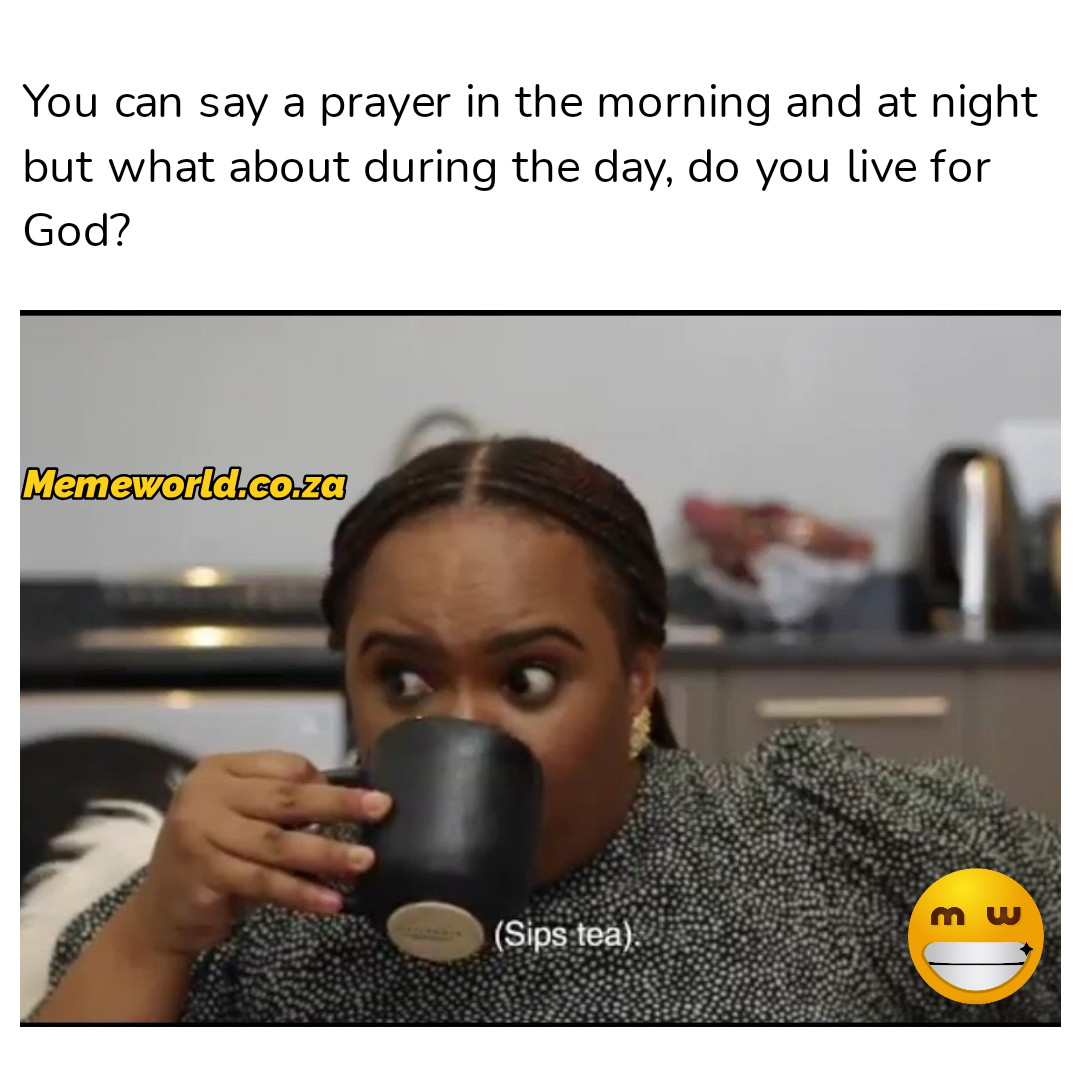 You can say a prayer in the morning and at night
but what about during the day, do you live for
God?
Memeworld.co.za
(Sips tea).
m w